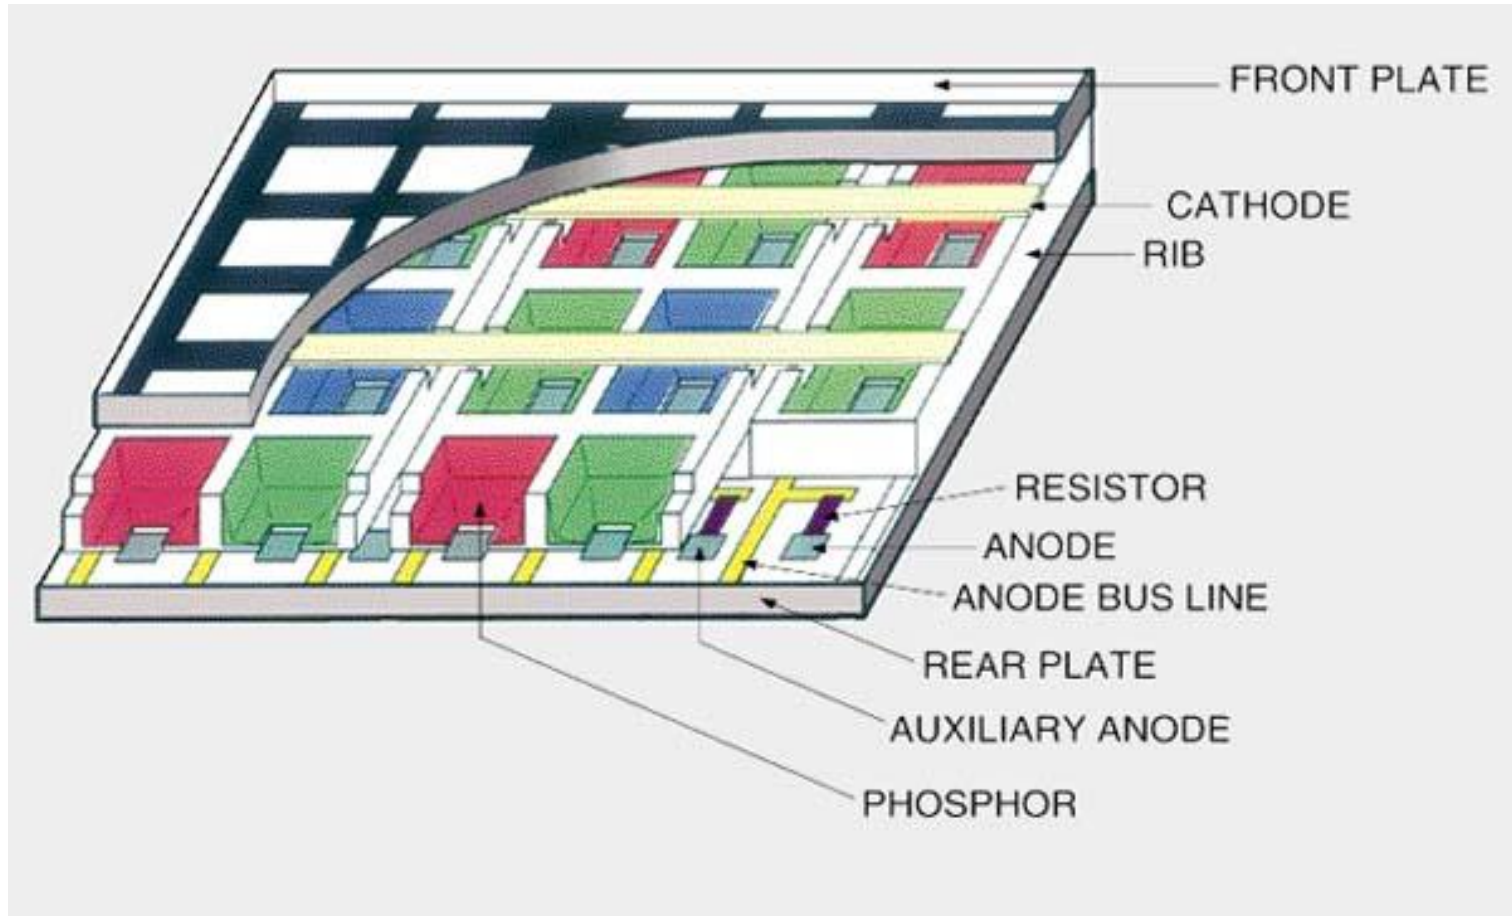 FRONT PLATE
CATHODE
RIB
RESISTOR
ANODE
ANODE BUS LINE
REAR PLATE
AUXILIARY ANODE
PHOSPHOR